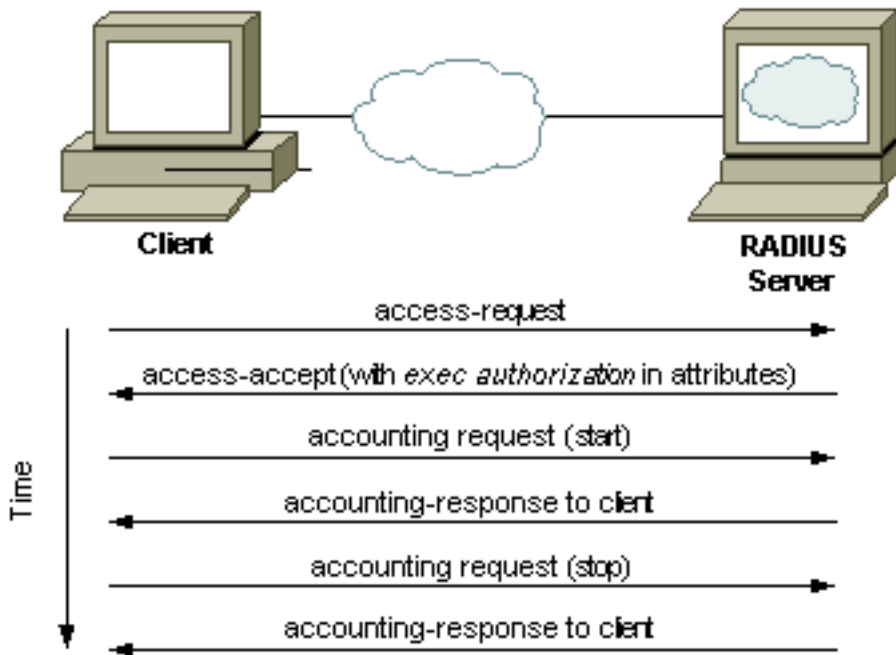 Client
RADIUS
Server
access-request
access-accept (with exec authorization in attributes)
accounting request (start)
accounting-response to client
accounting request (stop)
accounting-response to client
Time